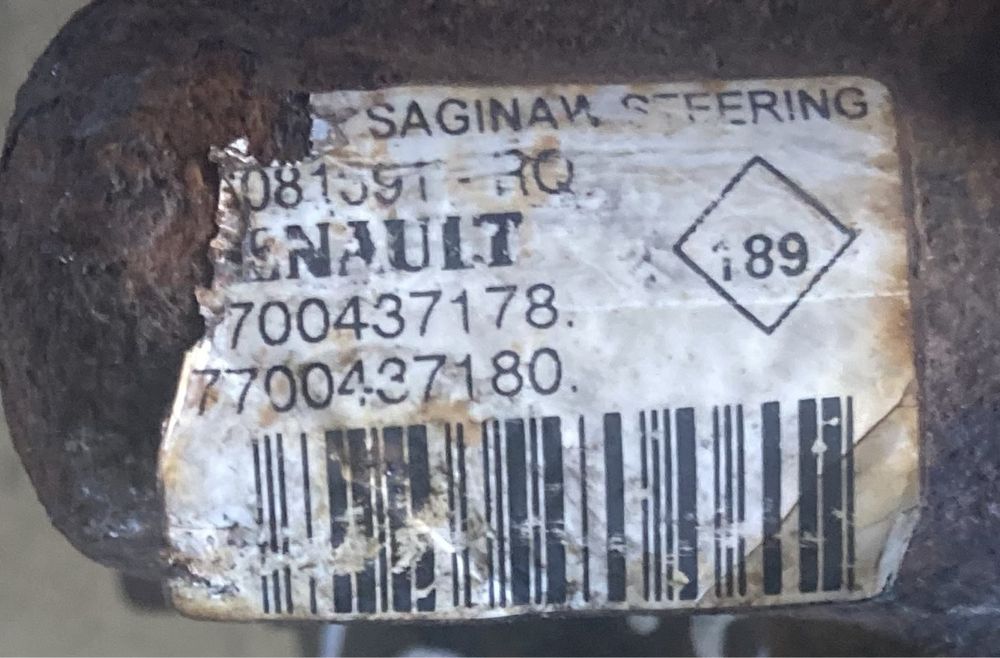 SAGINAW STEERING
RENAULT
189
7700437178.
7700437180.